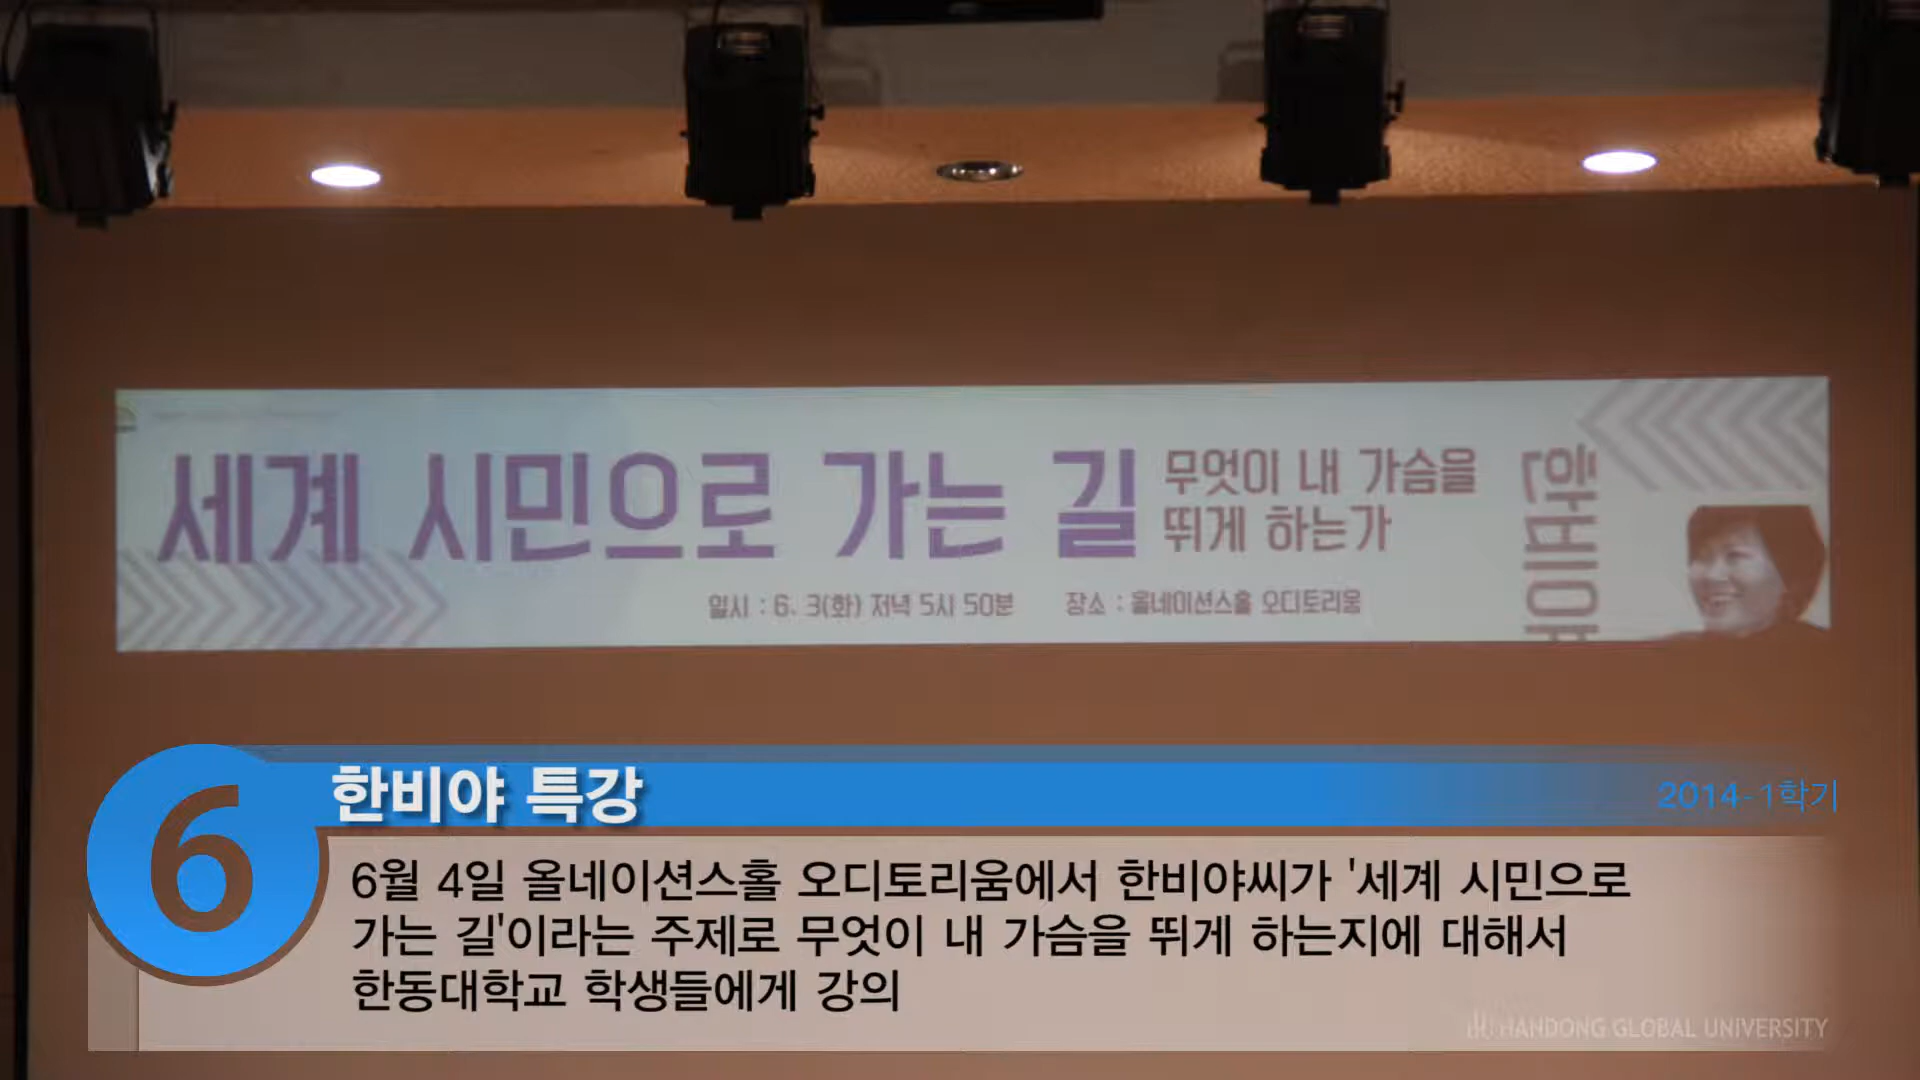 세계 시민으로 가는 길
무엇이 내 가슴을
뛰게 하는가
한비야
일시 : 6. 3(화) 저녁 5시 50분 장소 : 올네이션스홀 오디토리움
6
한비야 특강
2014-1학기
6월 4일 올네이션스홀 오디토리움에서 한비야씨가 '세계 시민으로
가는 길'이라는 주제로 무엇이 내 가슴을 뛰게 하는지에 대해서
한동대학교 학생들에게 강의
HANDONG GLOBAL UNIVERSITY